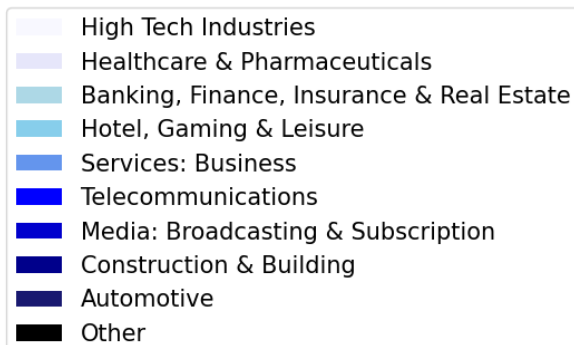 High Tech Industries
Healthcare & Pharmaceuticals
Banking, Finance, Insurance & Real Estate
Hotel, Gaming & Leisure
Services: Business
Telecommunications
Media: Broadcasting & Subscription
Construction & Building
Automotive
Other